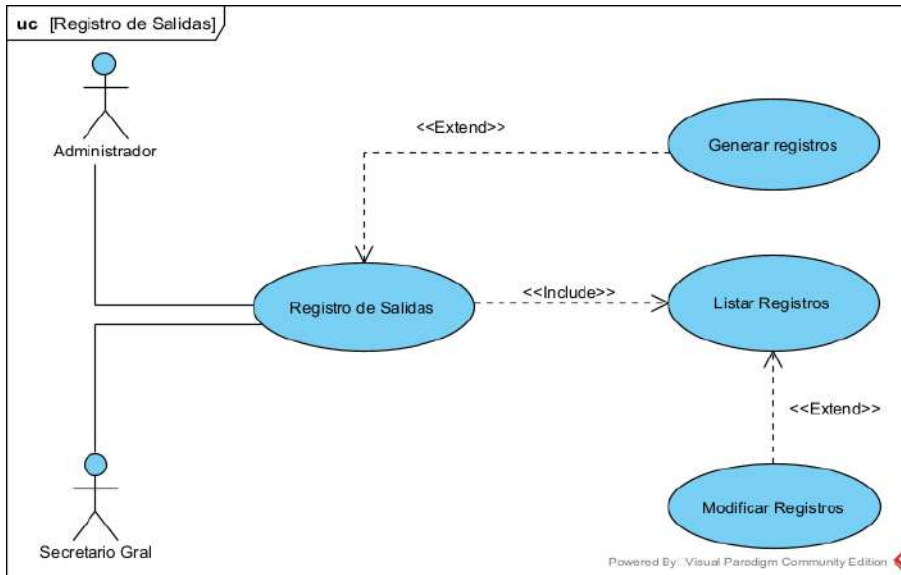 uc [Registro de Salidas]
Administrador
<<Extend>>
Generar registros
Registro de Salidas
<<Include>>
Listar Registros
<<Extend>>
Modificar Registros
Secretario Gral
Powered By: Visual Paradigm Community Edition